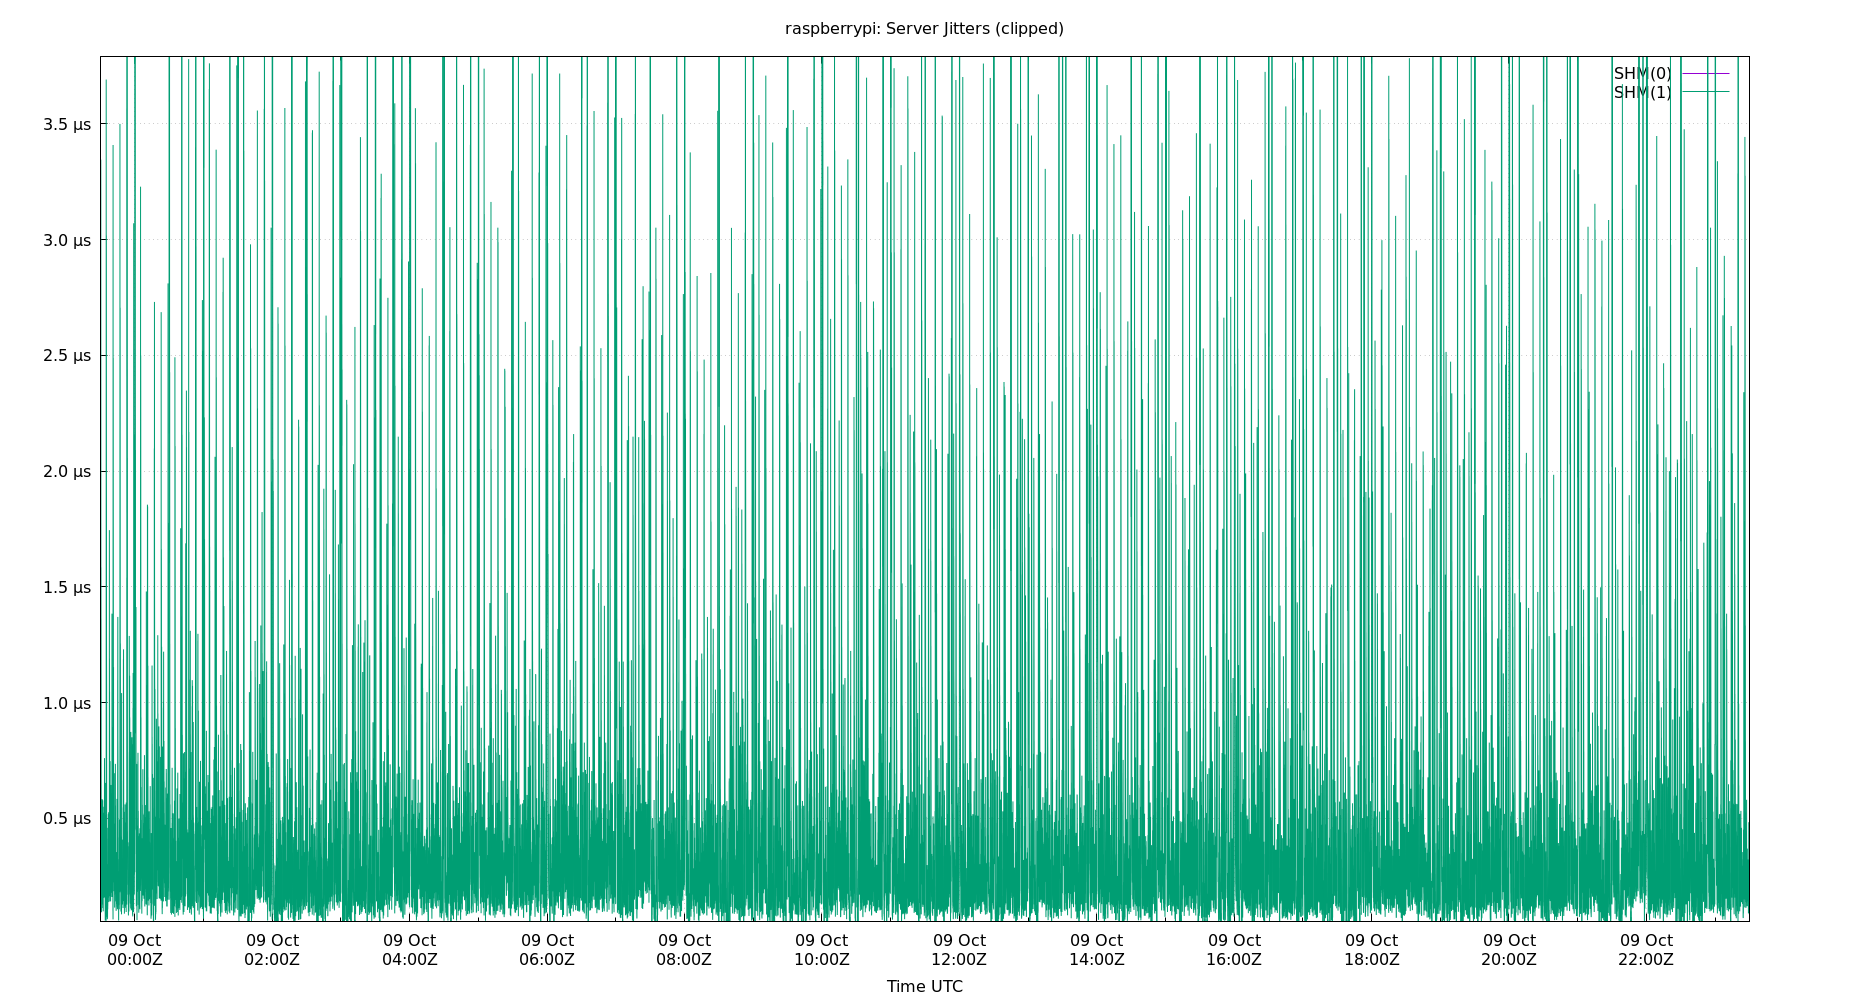 raspberrypi: Server Jitters (clipped)
SHM(0)
SHM(1)
3.5 μs
3.0 μs
2.5 μs
2.0 μs
1.5 μs
1.0 μs
0.5 μs
09 Oct 09 Oct 09 Oct 09 Oct 09 Oct 09 Oct 09 Oct 09 Oct 09 Oct 09 Oct 09 Oct 09 Oct
00:00Z 02:00Z 04:00Z 06:00Z 08:00Z 10:00Z 12:00Z 14:00Z 16:00Z 18:00Z 20:00Z 22:00Z
Time UTC